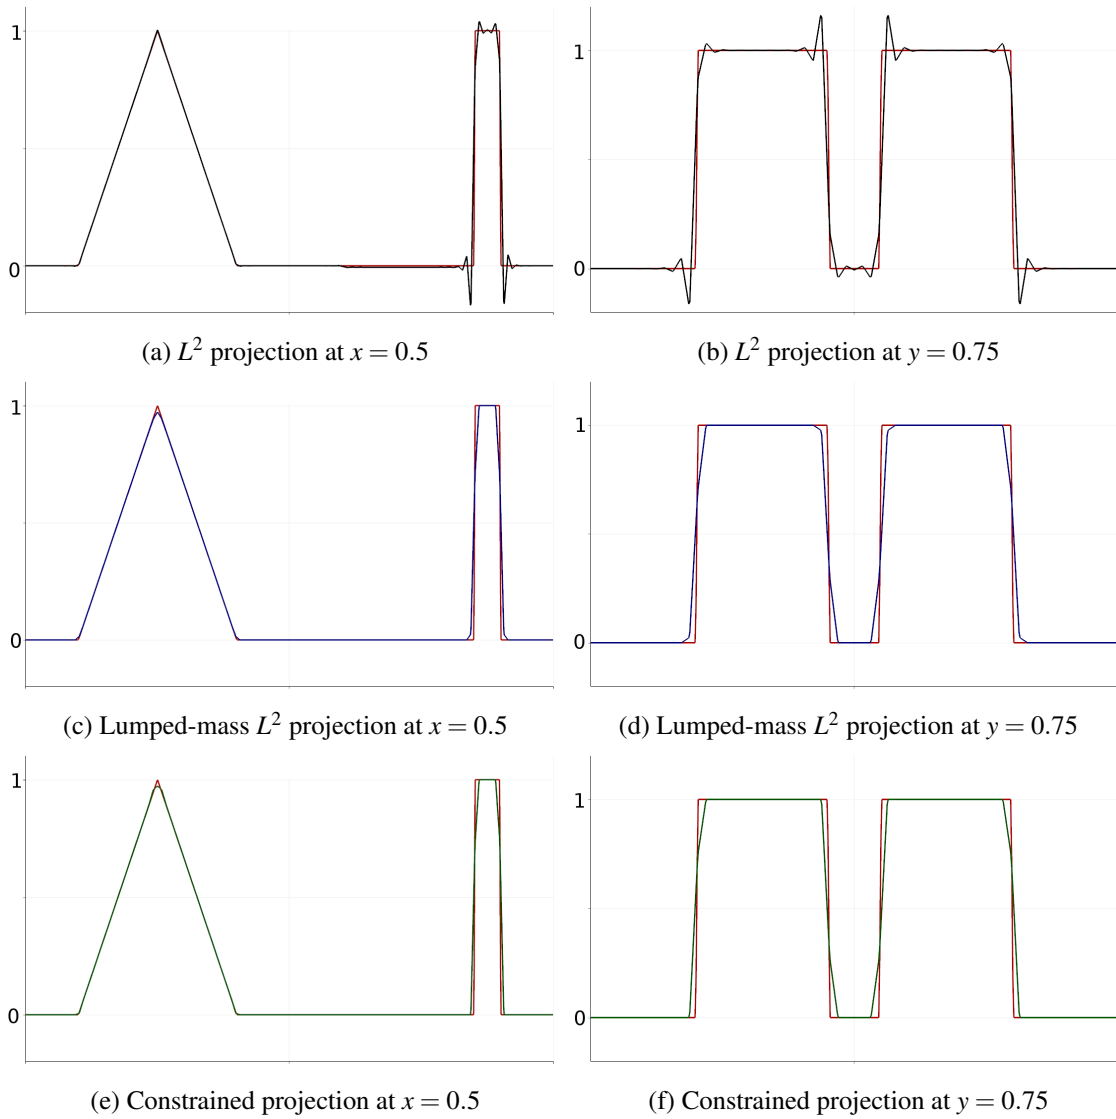 1
0
1
0
(a) L² projection at x = 0.5
(b) L² projection at y = 0.75
1
0
1
0
(c) Lumped-mass L² projection at x = 0.5
(d) Lumped-mass L² projection at y = 0.75
1
0
1
0
(e) Constrained projection at x = 0.5
(f) Constrained projection at y = 0.75